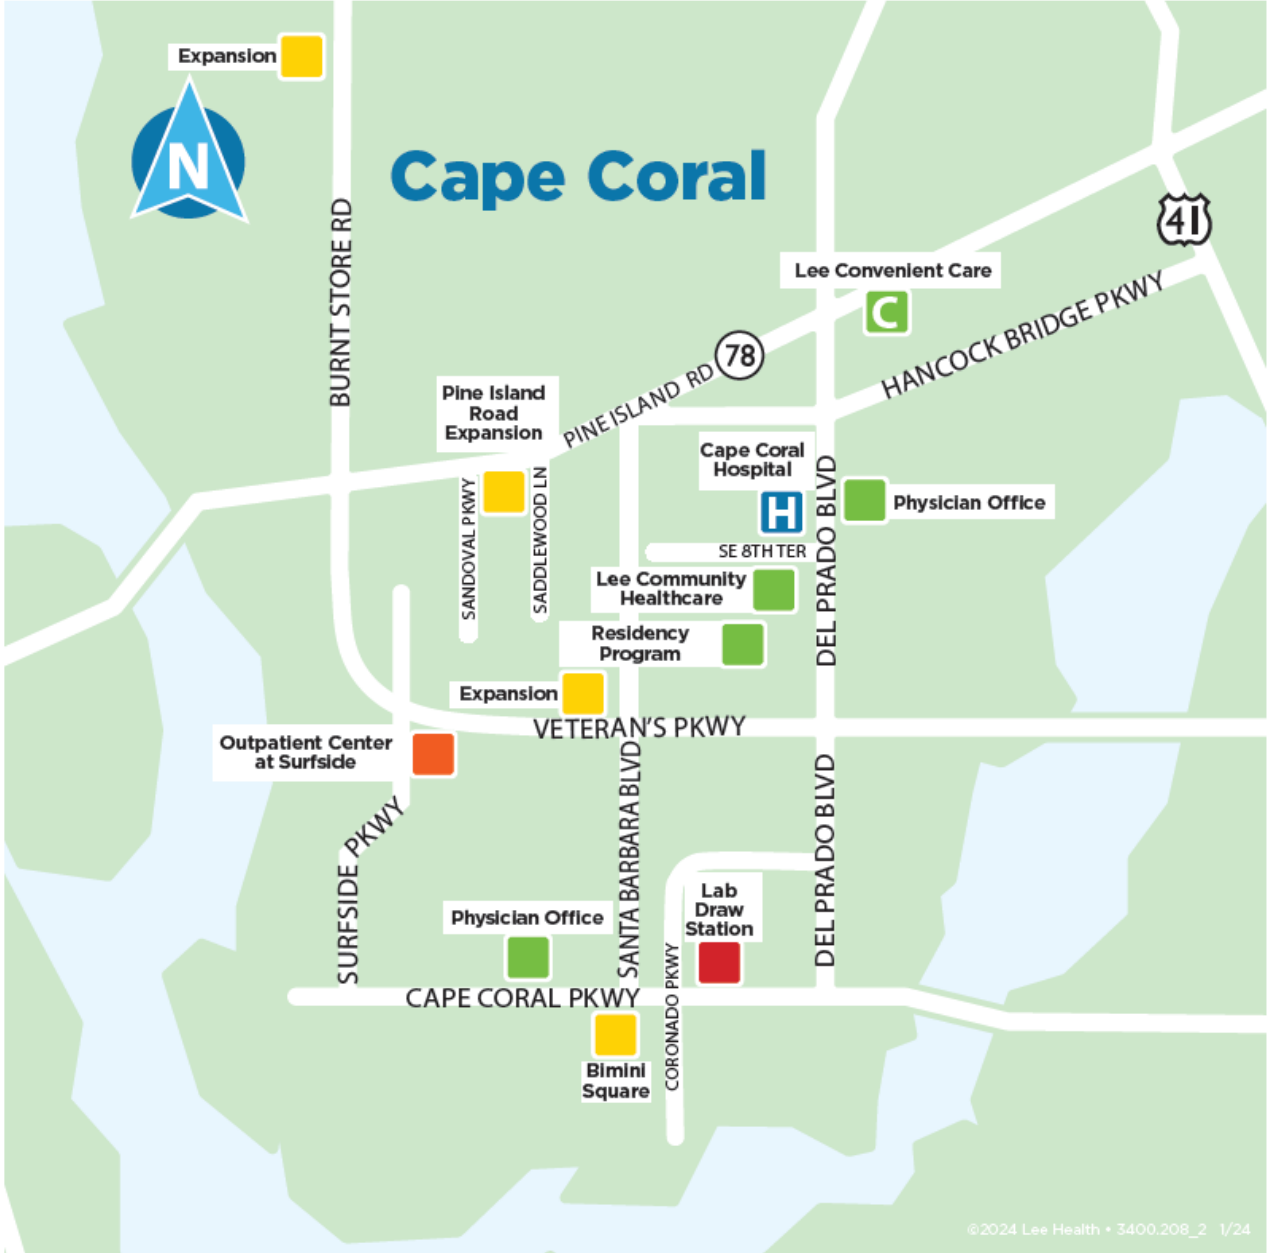 Expansion
N
Cape Coral
BURNT STORE RD
41
Lee Convenient Care
C
HANCOCK BRIDGE PKWY
78
PINE ISLAND RD
Pine Island
Road
Expansion
SANDOVAL PKWY
SADDLEWOOD LN
Cape Coral
Hospital
H
DEL PRADO BLVD
Physician Office
SE 8TH TER
Lee Community
Healthcare
Residency
Program
Expansion
VETERAN'S PKWY
Outpatient Center
at Surfside
SURFSIDE PKWY
SANTA BARBARA BLVD
DEL PRADO BLVD
Lab
Draw
Station
Physician Office
CORONADO PKWY
CAPE CORAL PKWY
Bimini
Square
©2024 Lee Health • 3400.208_2 1/24